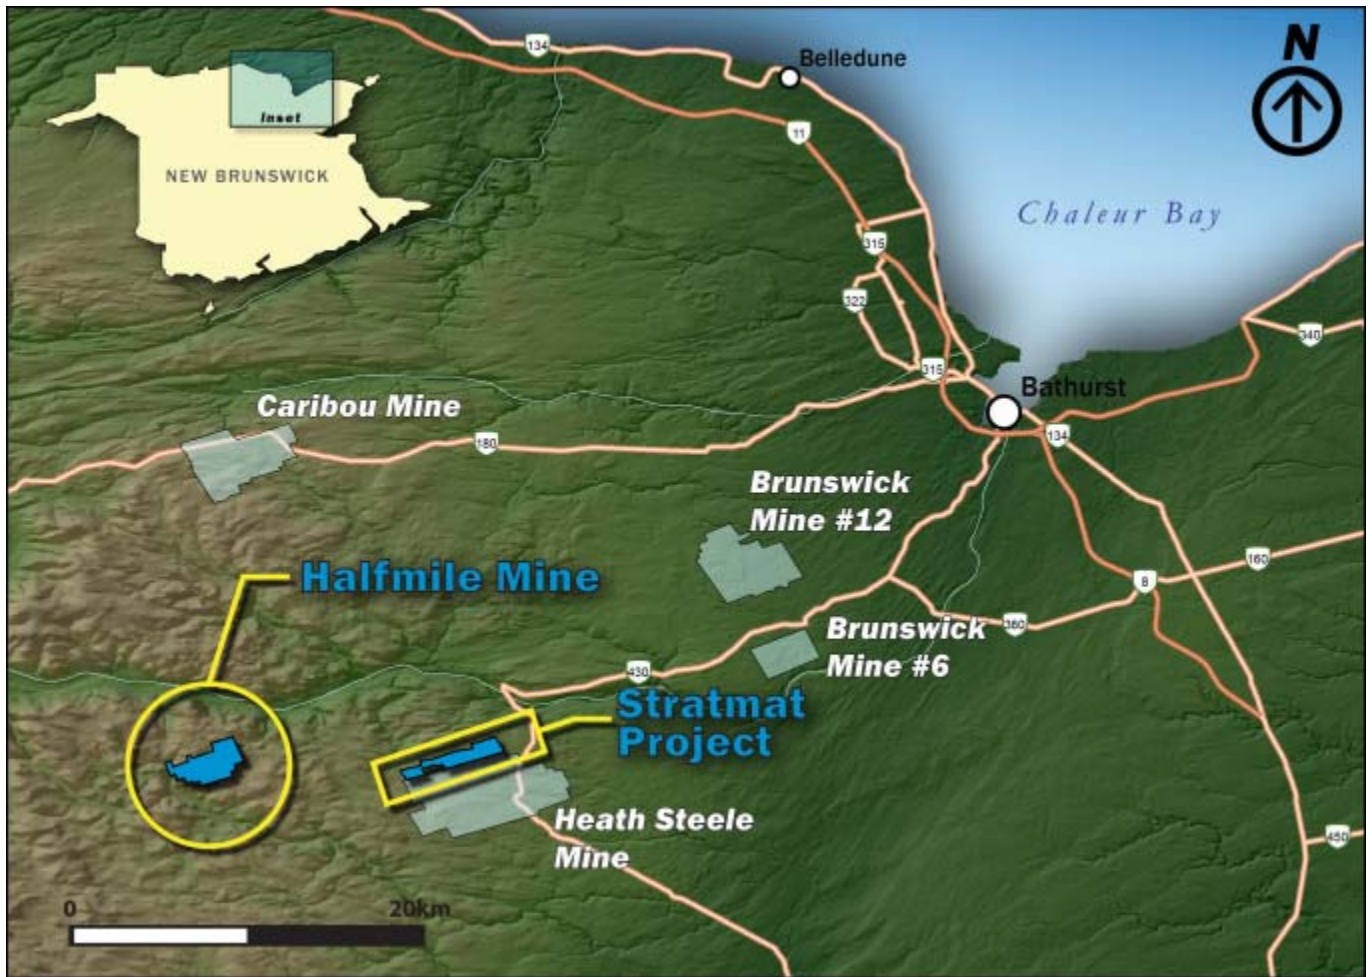 134
Belledune
N
Inset
11
NEW BRUNSWICK
Chaleur Bay
315
322
340
315
Bathurst
Caribou Mine
180
134
Brunswick
Mine #12
160
Halfmile Mine
8
360
Brunswick
Mine #6
430
Stratmat
Project
Heath Steele
Mine
450
0
20km